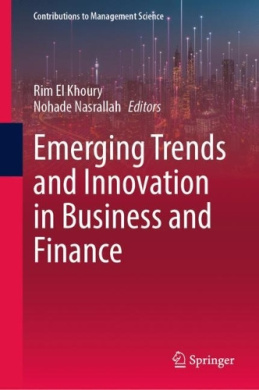 Contributions to Management Science
Rim El Khoury
Nohade Nasrallah Editors
Emerging Trends
and Innovation
in Business and
Finance
Springer